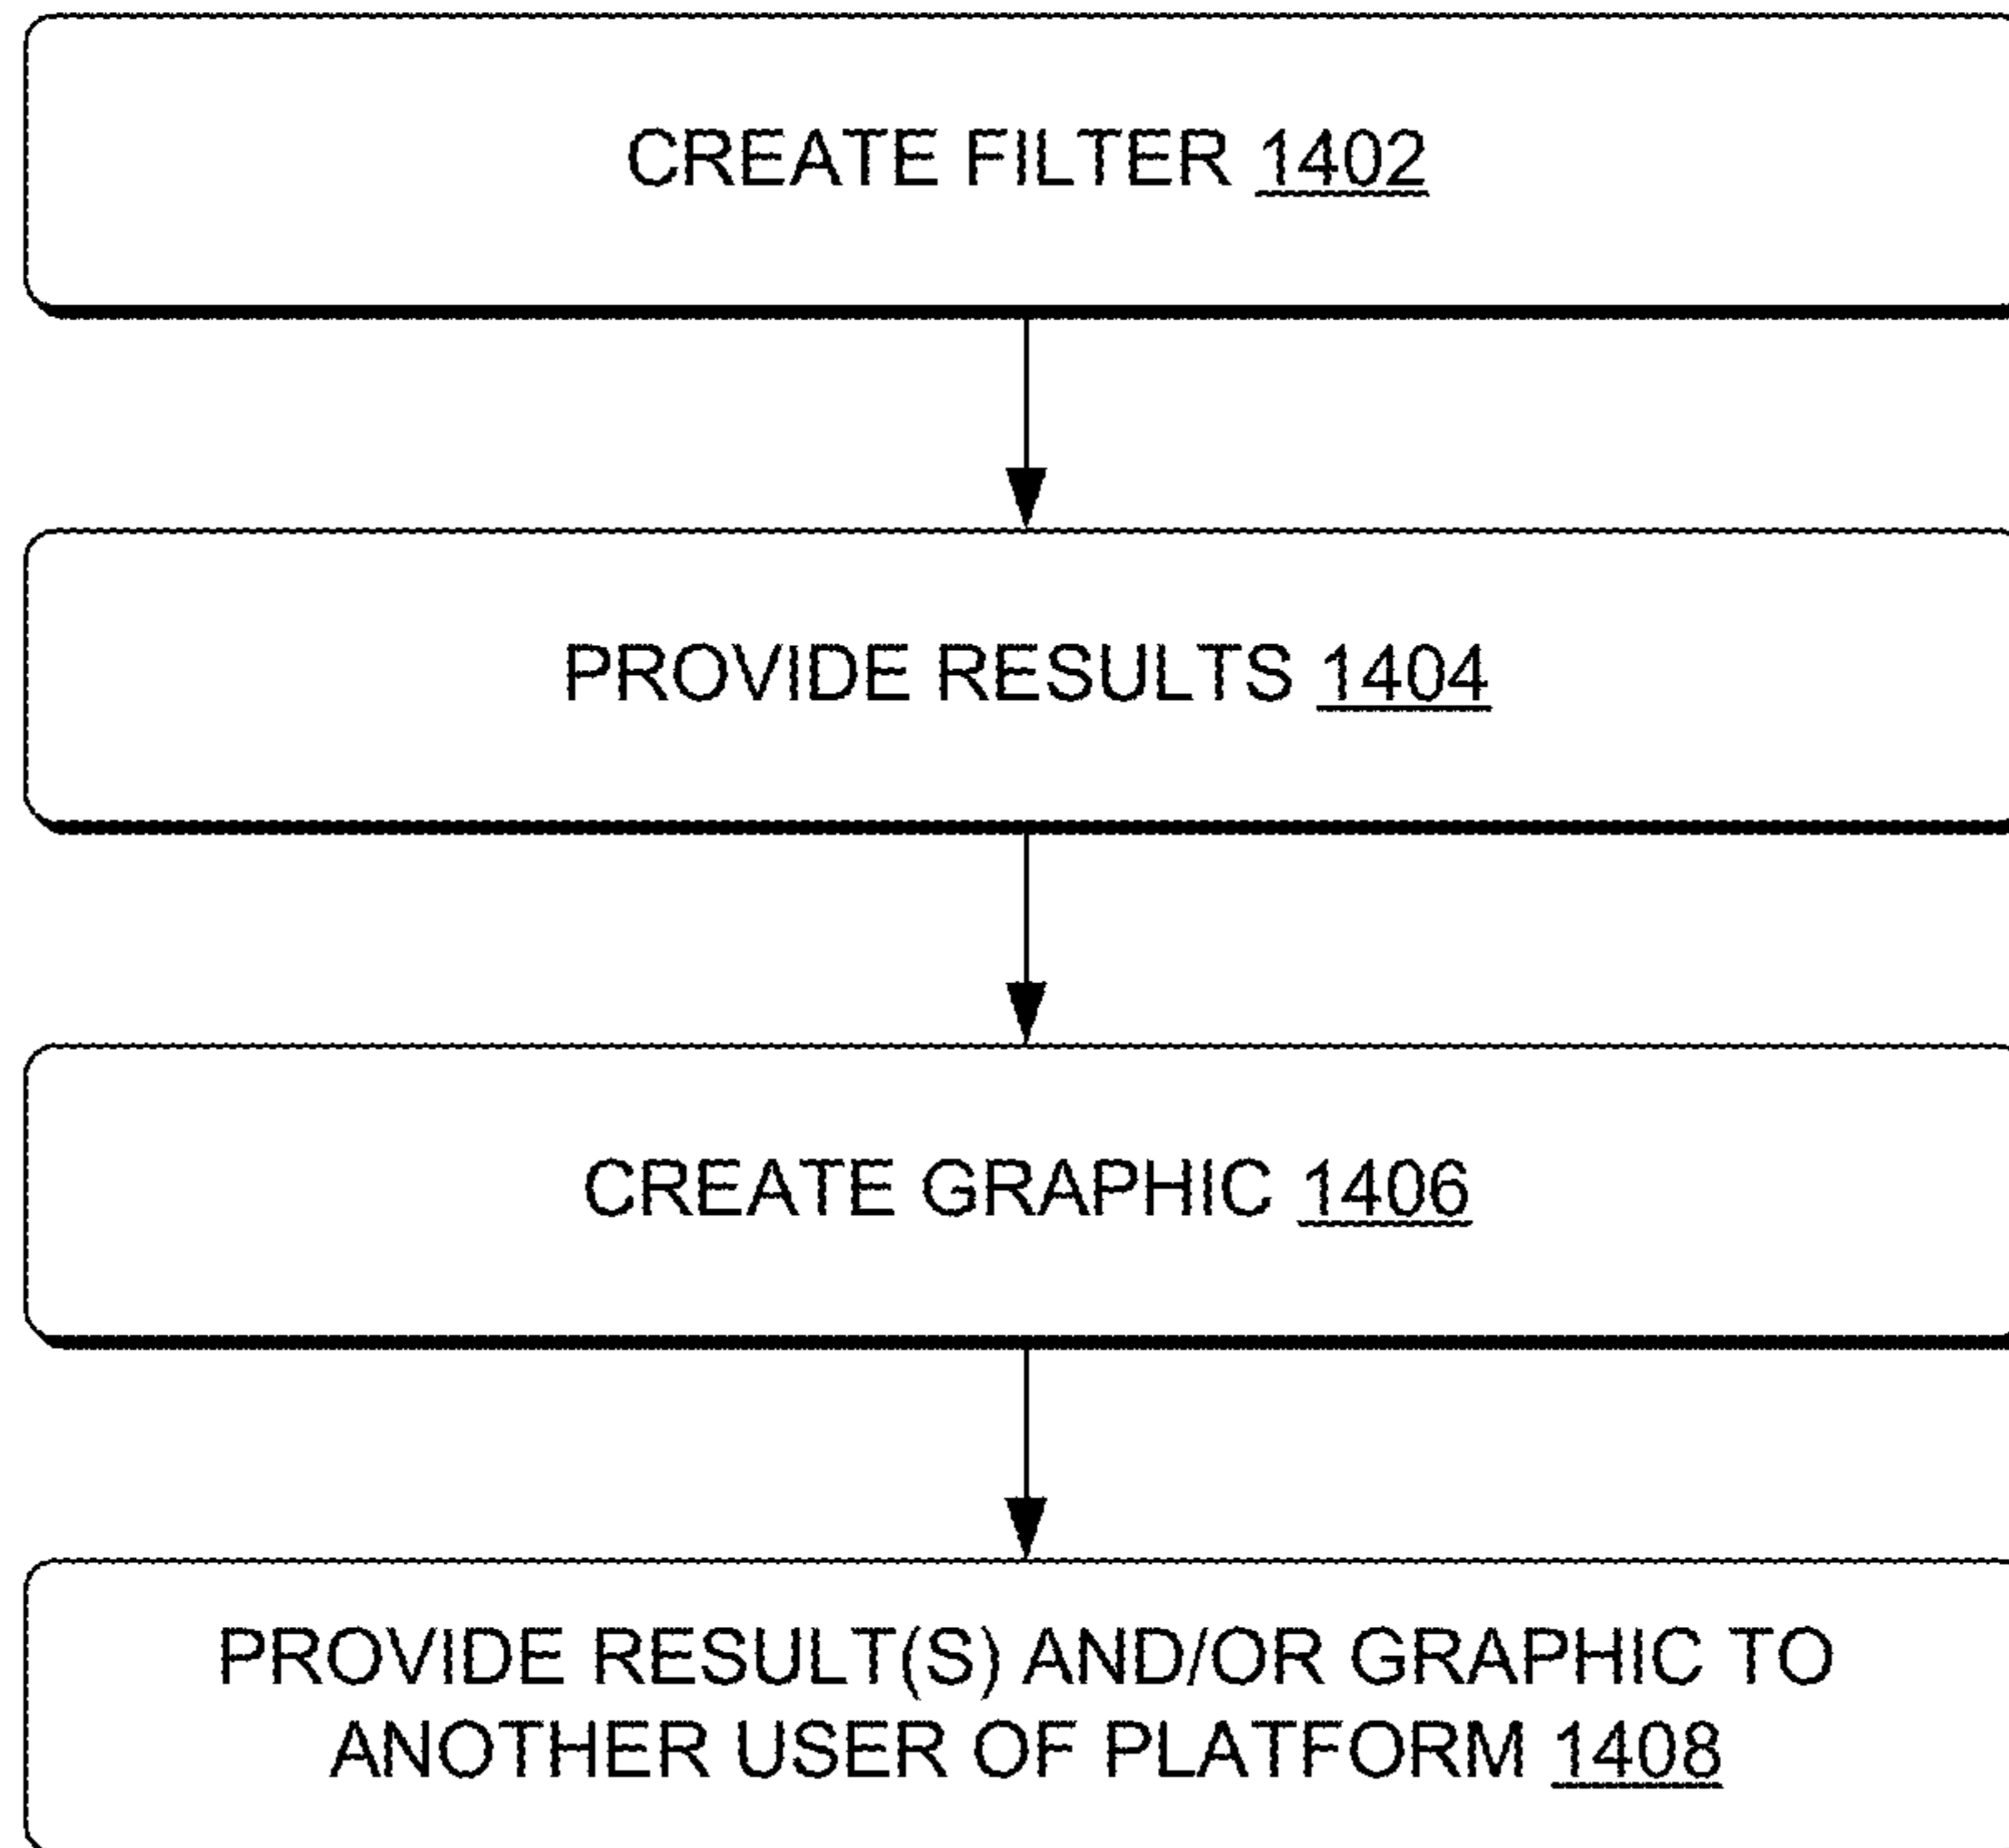 CREATE FILTER 1402
PROVIDE RESULTS 1404
CREATE GRAPHIC 1406
PROVIDE RESULT(S) AND/OR GRAPHIC TO
ANOTHER USER OF PLATFORM 1408